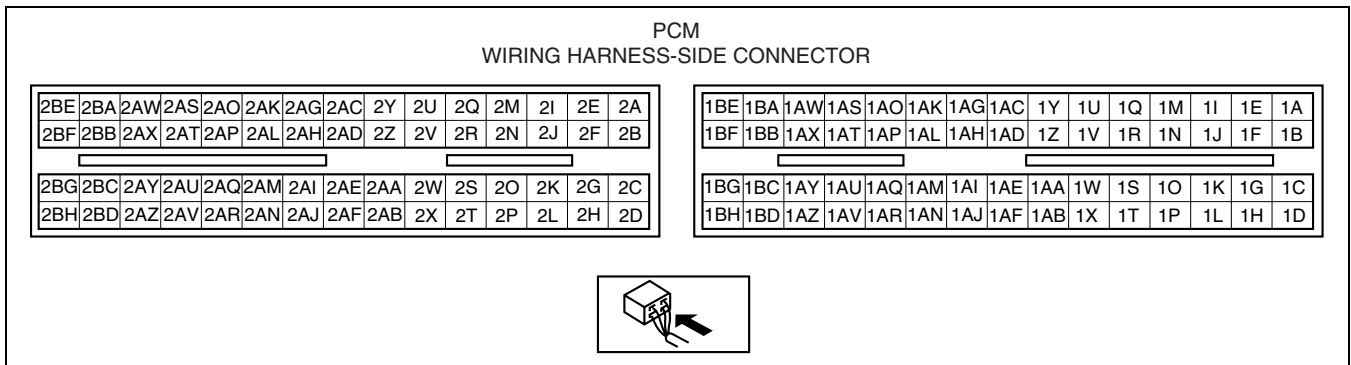 PCM
WIRING HARNESS-SIDE CONNECTOR
2BE 2BA 2AW 2AS 2AO 2AK 2AG 2AC 2Y 2U 2Q 2M 2I 2E 2A
2BF 2BB 2AX 2AT 2AP 2AL 2AH 2AD 2Z 2V 2R 2N 2J 2F 2B
2BG 2BC 2AY 2AU 2AQ 2AM 2AI 2AE 2AA 2W 2S 2O 2K 2G 2C
2BH 2BD 2AZ 2AV 2AR 2AN 2AJ 2AF 2AB 2X 2T 2P 2L 2H 2D
1BE 1BA 1AW 1AS 1AO 1AK 1AG 1AC 1Y 1U 1Q 1M 1I 1E 1A
1BF 1BB 1AX 1AT 1AP 1AL 1AH 1AD 1Z 1V 1R 1N 1J 1F 1B
1BG 1BC 1AY 1AU 1AQ 1AM 1AI 1AE 1AA 1W 1S 1O 1K 1G 1C
1BH 1BD 1AZ 1AV 1AR 1AN 1AJ 1AF 1AB 1X 1T 1P 1L 1H 1D